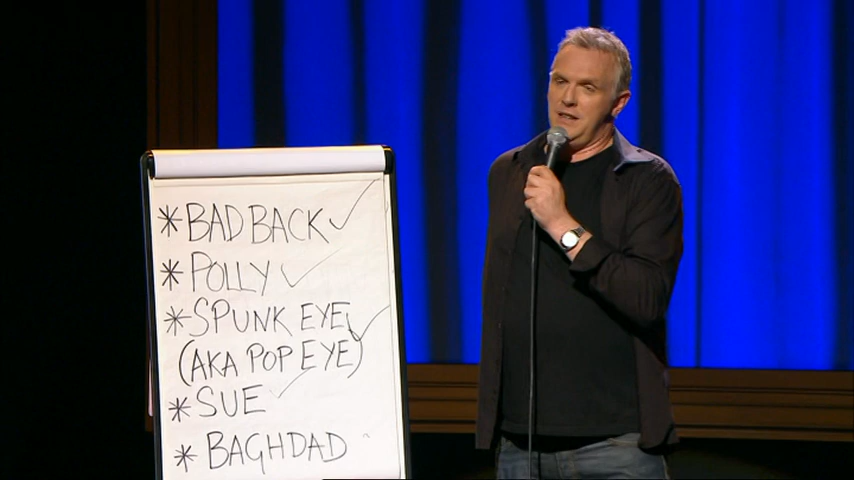 * BAD BACK ✓
* POLLY ✓
* SPUNK EYE ✓
(AKA POP EYE)
* SUE ✓
* BAGHDAD